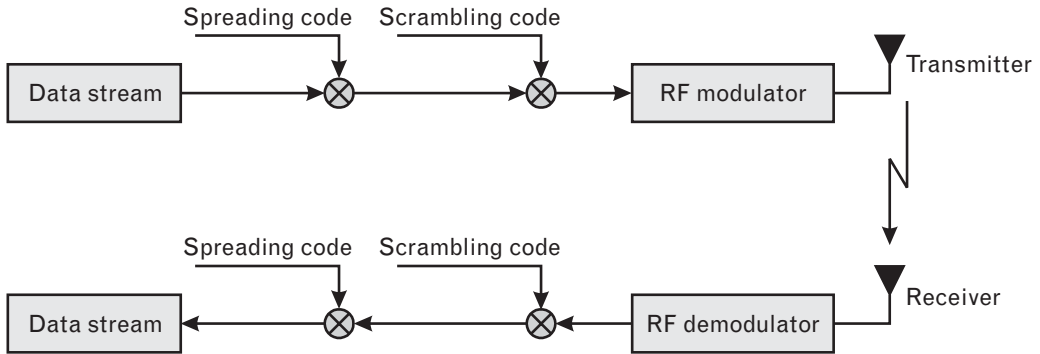 Spreading code
Scrambling code
Data stream
RF modulator
Transmitter
Spreading code
Scrambling code
Data stream
RF demodulator
Receiver